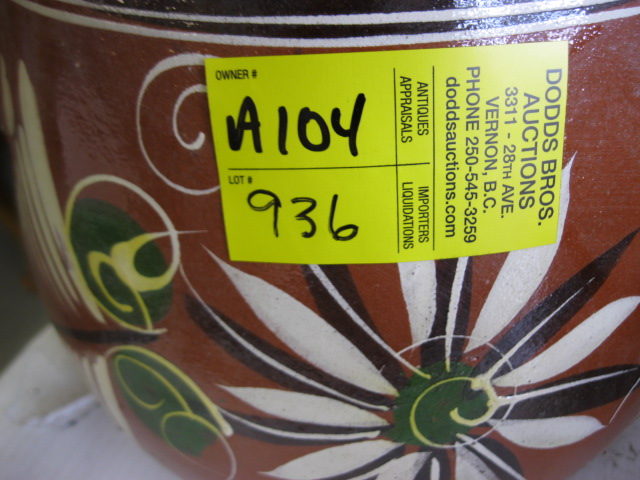 OWNER #
A104
LOT #
936
ANTIQUES
APPRAISALS
IMPORTERS
LIQUIDATIONS
DODDS BROS.
AUCTIONS
3311 - 28TH AVE.
VERNON, B.C.
PHONE 250-545-3259
doddsauctions.com